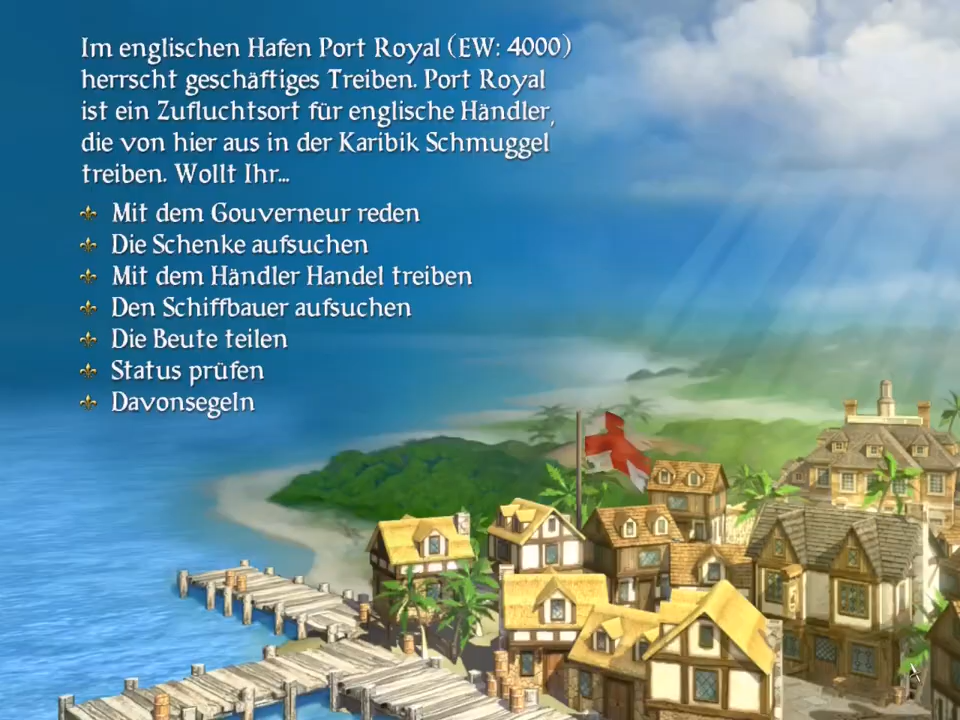 Im englischen Hafen Port Royal (EW: 4000)
herrscht geschäftiges Treiben. Port Royal
ist ein Zufluchtsort für englische Händler,
die von hier aus in der Karibik Schmuggel
treiben. Wollt Ihr...
Mit dem Gouverneur reden
Die Schenke aufsuchen
Mit dem Händler Handel treiben
Den Schiffbauer aufsuchen
Die Beute teilen
Status prüfen
Davonsegeln